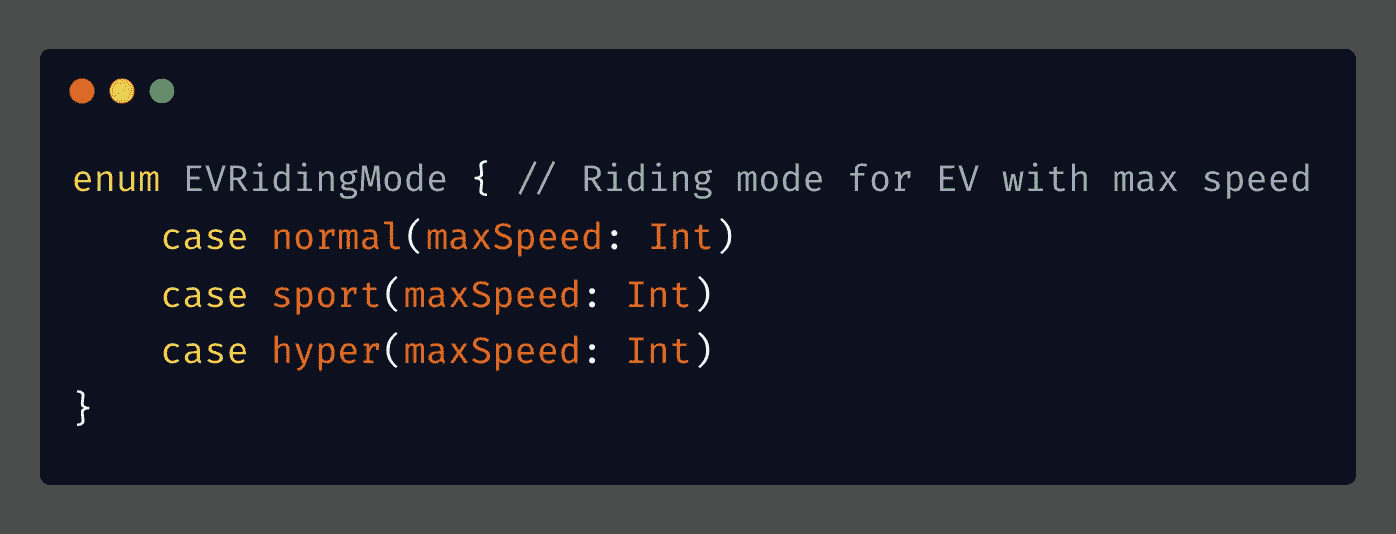 enum EVRidingMode { // Riding mode for EV with max speed
    case normal(maxSpeed: Int)
    case sport(maxSpeed: Int)
    case hyper(maxSpeed: Int)
}